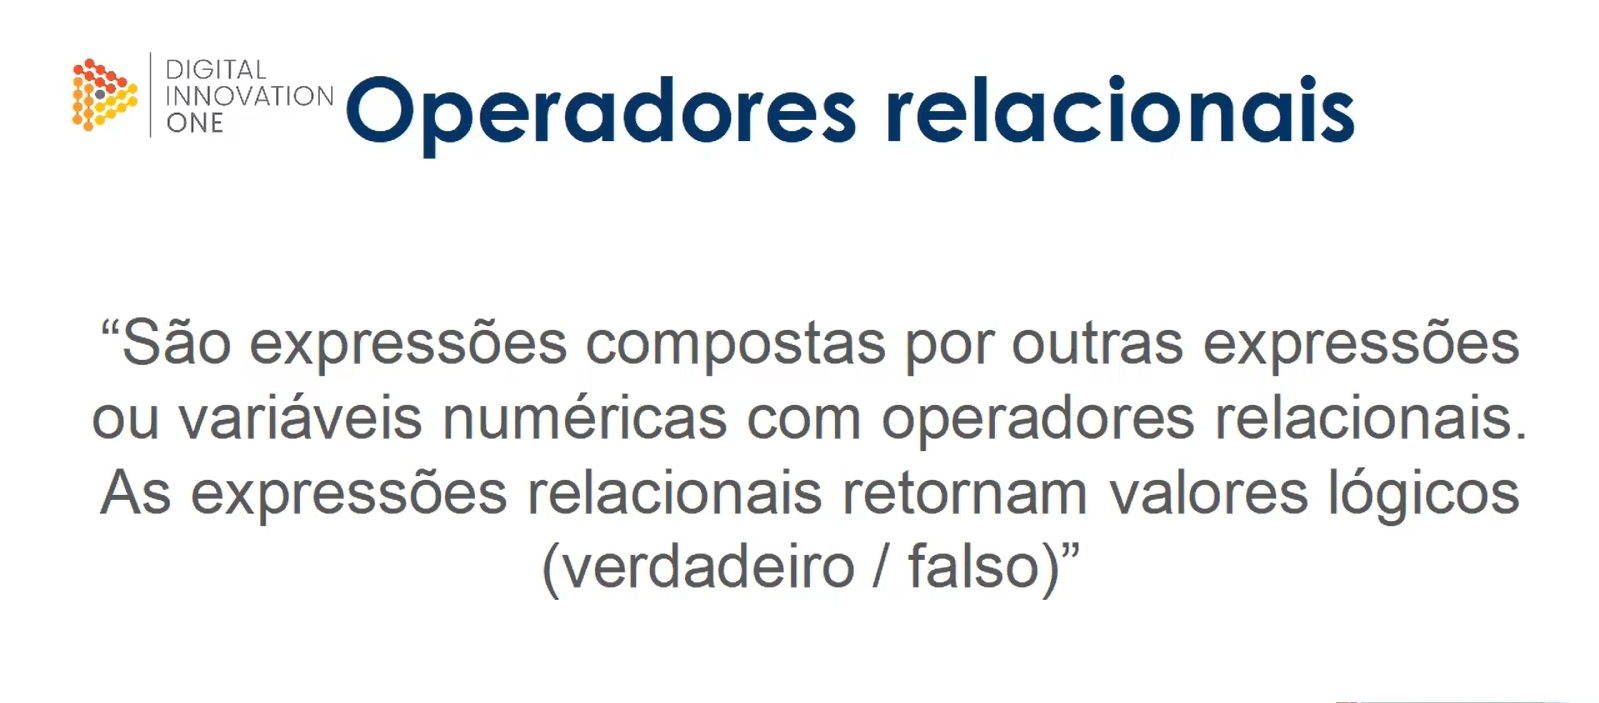 DIGITAL
INNOVATION
ONE
Operadores relacionais
“São expressões compostas por outras expressões
ou variáveis numéricas com operadores relacionais.
As expressões relacionais retornam valores lógicos
(verdadeiro / falso)”